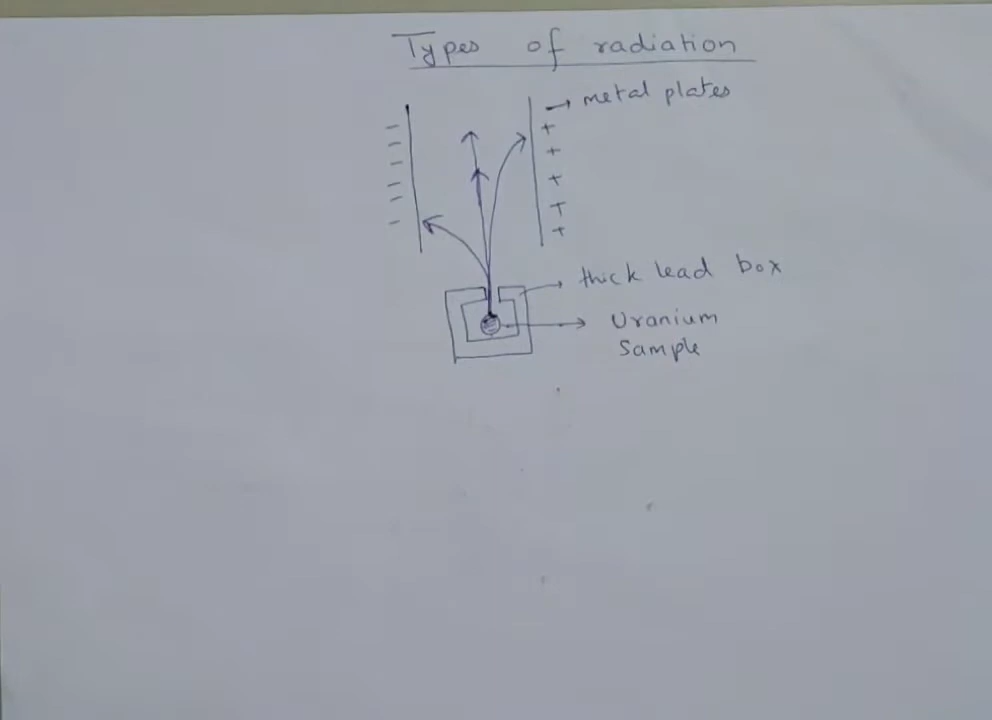 Types of radiation
metal plates
thick lead box
Uranium
Sample